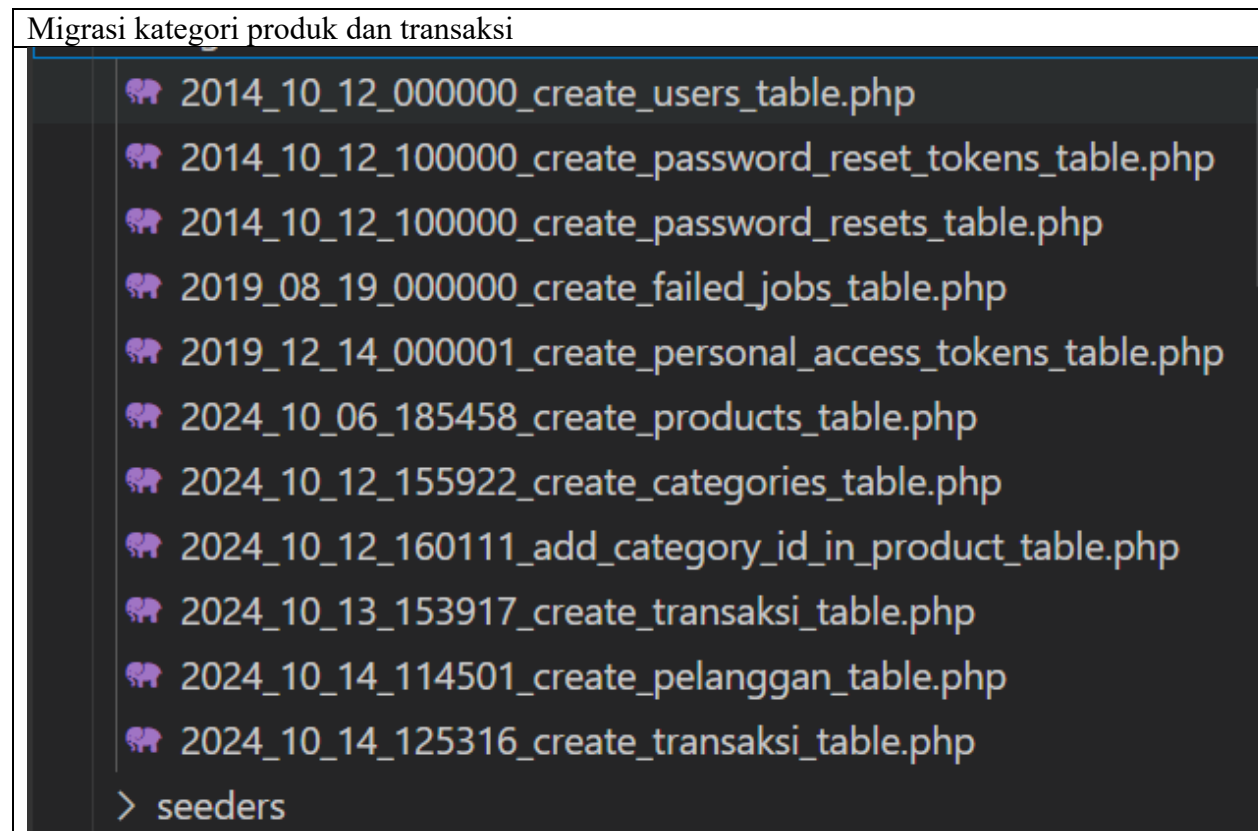 Migrasi kategori produk dan transaksi
2014_10_12_000000_create_users_table.php
2014_10_12_100000_create_password_reset_tokens_table.php
2014_10_12_100000_create_password_resets_table.php
2019_08_19_000000_create_failed_jobs_table.php
2019_12_14_000001_create_personal_access_tokens_table.php
2024_10_06_185458_create_products_table.php
2024_10_12_155922_create_categories_table.php
2024_10_12_160111_add_category_id_in_product_table.php
2024_10_13_153917_create_transaksi_table.php
2024_10_14_114501_create_pelanggan_table.php
2024_10_14_125316_create_transaksi_table.php
> seeders